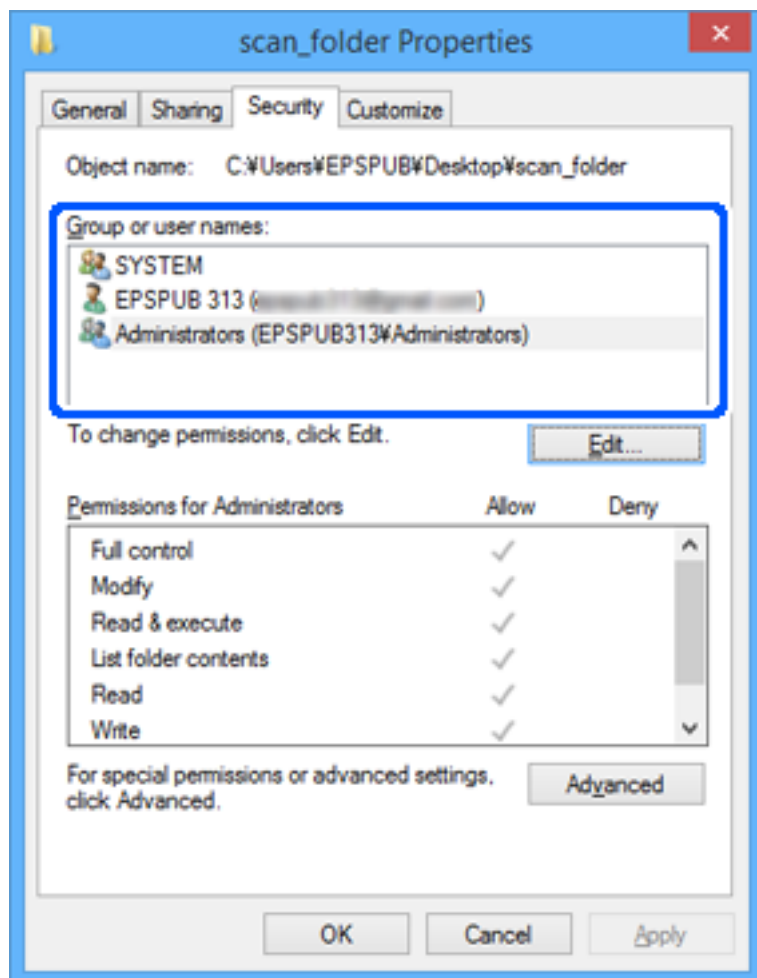 scan_folder Properties
General Sharing Security Customize
Object name: C:¥Users¥EPSPUB¥Desktop¥scan_folder
Group or user names:
SYSTEM
EPSPUB 313 ( )
Administrators (EPSPUB313¥Administrators)
To change permissions, click Edit.
Edit...
Permissions for Administrators Allow Deny
Full control
Modify
Read & execute
List folder contents
Read
Write
For special permissions or advanced settings,
click Advanced.
Advanced
OK Cancel Apply